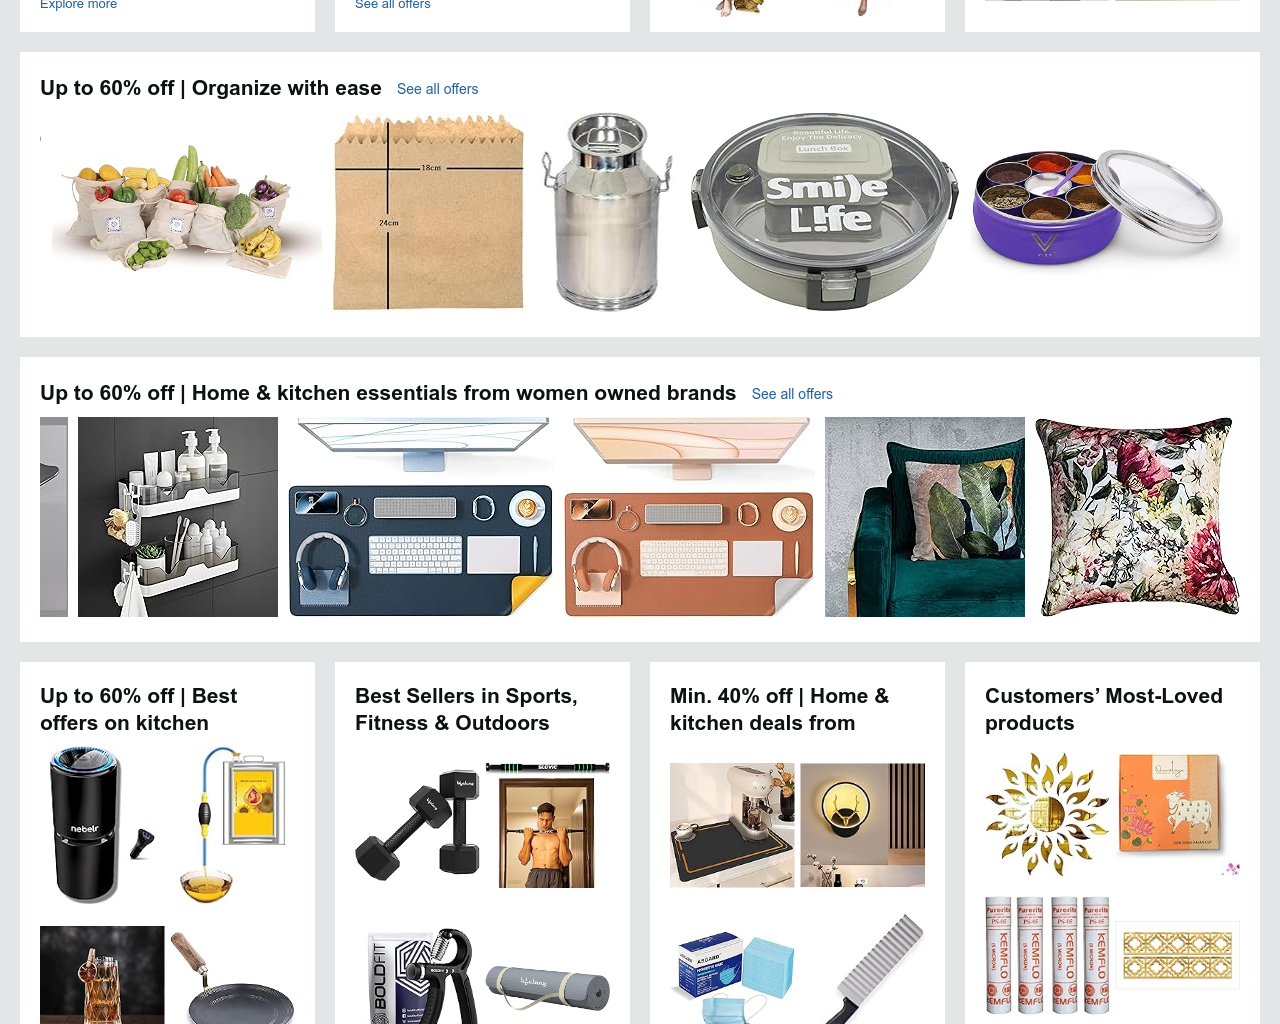 Explore more
See all offers
Up to 60% off | Organize with ease See all offers
18cm
24cm
Beautiful Life
Enjoy The Delicacy
Lunch Box
Smile
Life
Up to 60% off | Home & kitchen essentials from women owned brands See all offers
Up to 60% off | Best
offers on kitchen
Best Sellers in Sports,
Fitness & Outdoors
Min. 40% off | Home &
kitchen deals from
Customers’ Most-Loved
products
nebelr
BOLDFIT
KEMFLO
KEMFLO
KEMFLO
KEMFLO